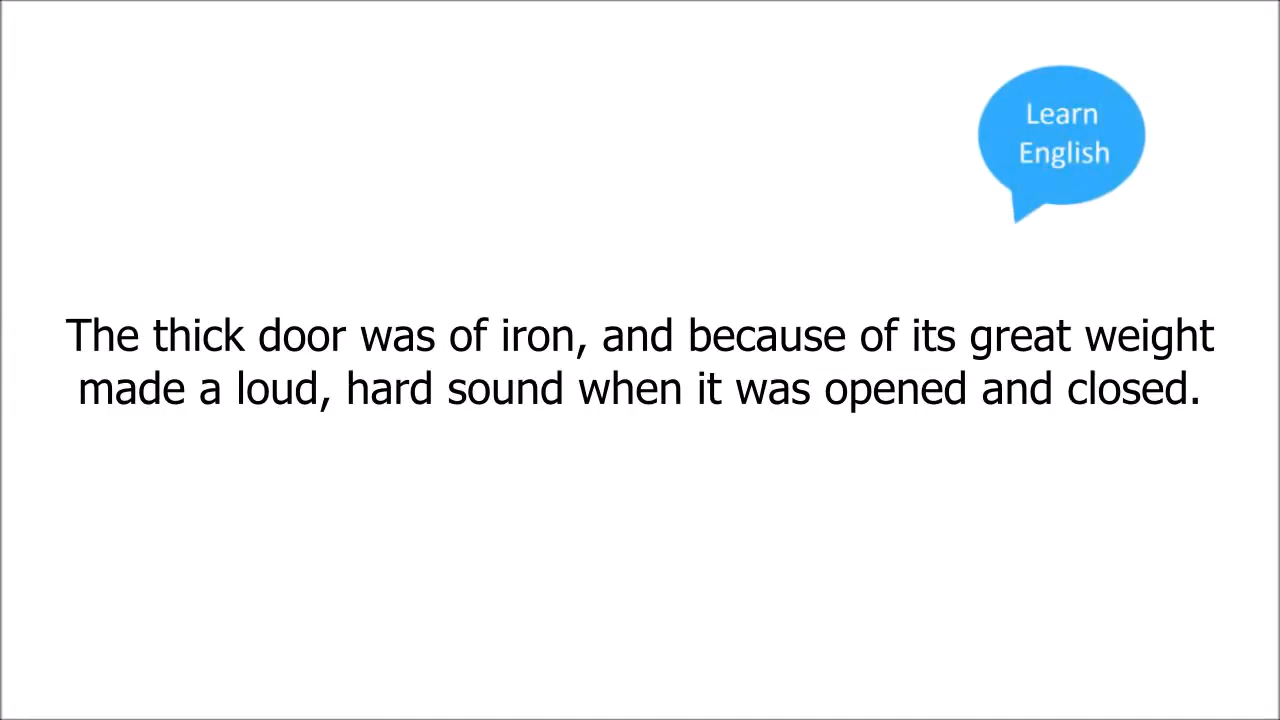 Learn
English
The thick door was of iron, and because of its great weight
made a loud, hard sound when it was opened and closed.